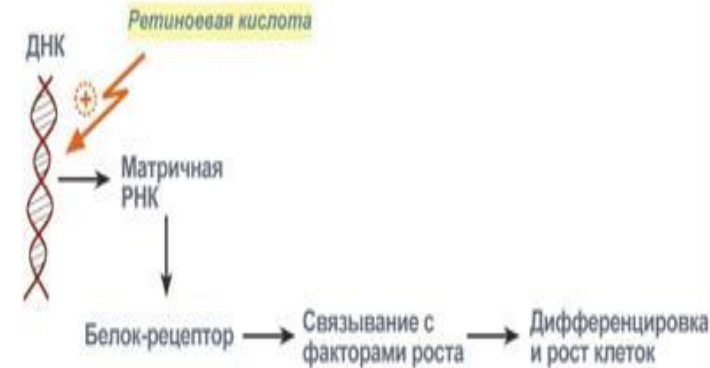 Ретиноевая кислота
ДНК
+
Матричная
РНК
Белок-рецептор
Связывание с
факторами роста
Дифференцировка
и рост клеток